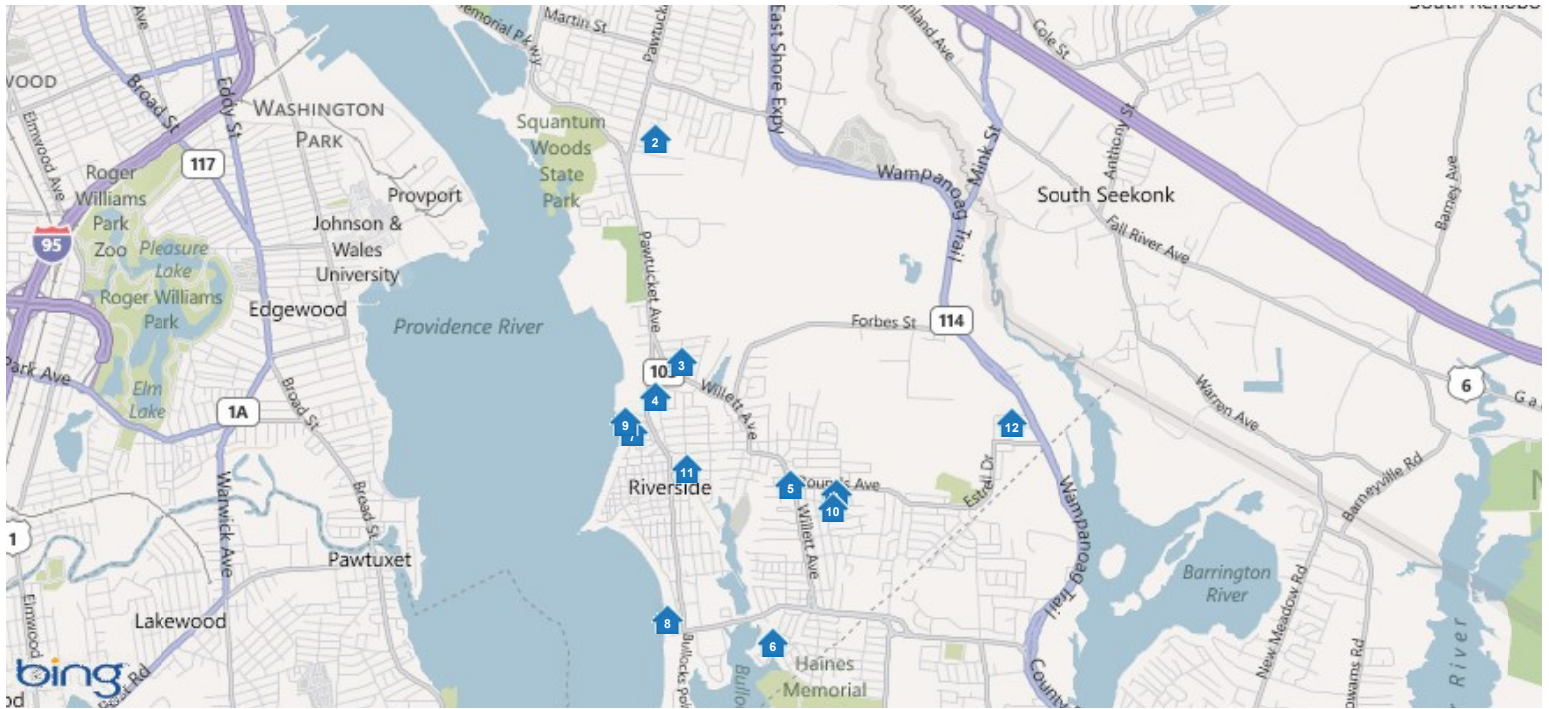 Memorial Pkwy
Martin St
Pawtucket
East Shore Expy
Cole St
WOOD
Broad St
Eddy St
Elmwood Ave
WASHINGTON
PARK
117
Squantum
Woods
State
Park
2
Mink St
Anthony St
Barney Ave
Wampanoag Trail
South Seekonk
Fall River Ave
Roger
Williams
Park
Zoo
Provport
Johnson &
Wales
University
95
Pleasure
Lake
Roger Williams
Park
Edgewood
Providence River
Pawtucket Ave
Forbes St
114
Park Ave
Elm
Lake
1A
Broad St
3
4
Willett Ave
Warren Ave
6
9
7
12
11
Riverside
5
10
Willett Ave
Estrel Dr
Wampanoag Trail
Barneyville Rd
1
Warwick Ave
Broad St
Pawtuxet
Lakewood
Elmwood
Barrington
River
New Meadow Rd
8
6
Haines
Memorial
River
bing